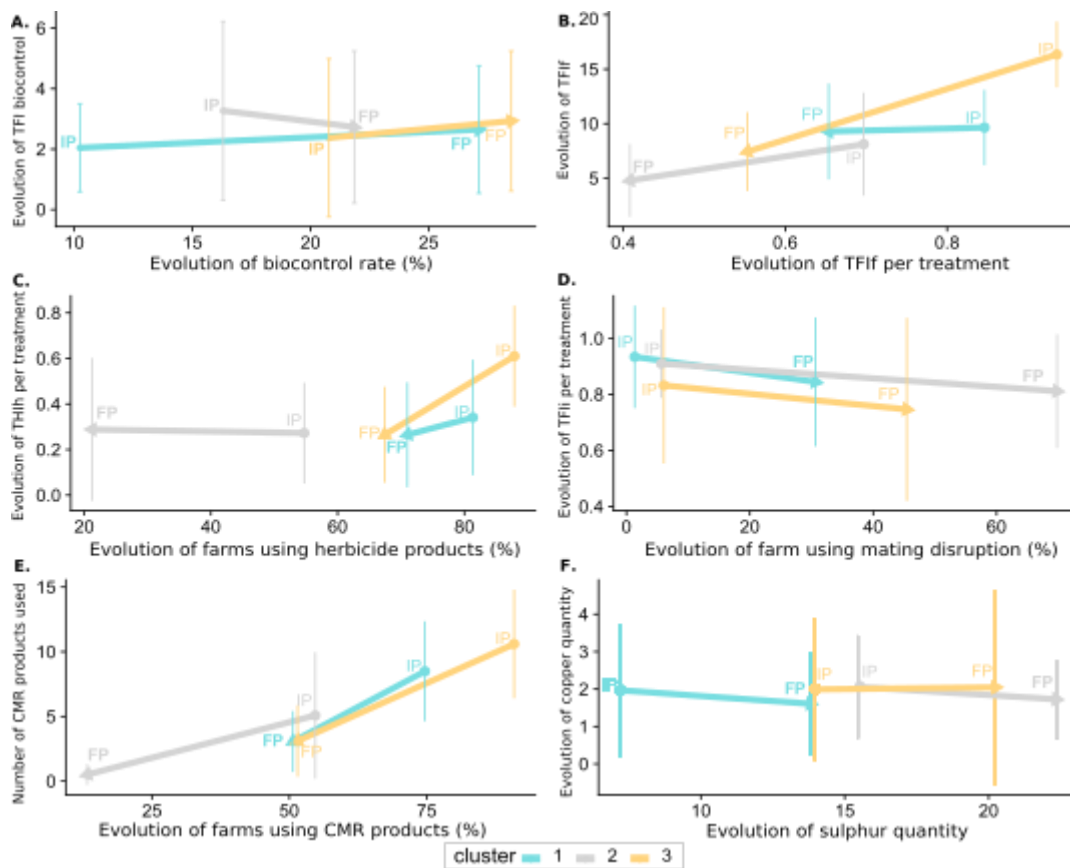 A.
Evolution of TFI biocontrol
6
4
2
0
IP
IP
IP
FP
FP
FP
10
15
20
25
Evolution of biocontrol rate (%)
B.
Evolution of TFIf
20
15
10
5
IP
FP
FP
IP
FP
IP
0.4
0.6
0.8
Evolution of TFIf per treatment
C.
Evolution of THIh per treatment
0.8
0.6
0.4
0.2
0.0
FP
IP
IP
IP
FP
FP
20
40
60
80
Evolution of farms using herbicide products (%)
D.
Evolution of TFIi per treatment
1.0
0.8
0.6
0.4
IP
IP
IP
FP
FP
FP
0
20
40
60
Evolution of farm using mating disruption (%)
E.
Number of CMR products used
15
10
5
0
FP
IP
IP
IP
FP
FP
25
50
75
Evolution of farms using CMR products (%)
F.
Evolution of copper quantity
4
3
2
1
0
FP
IP
IP
FP
FP
10
15
20
Evolution of sulphur quantity
cluster
1
2
3